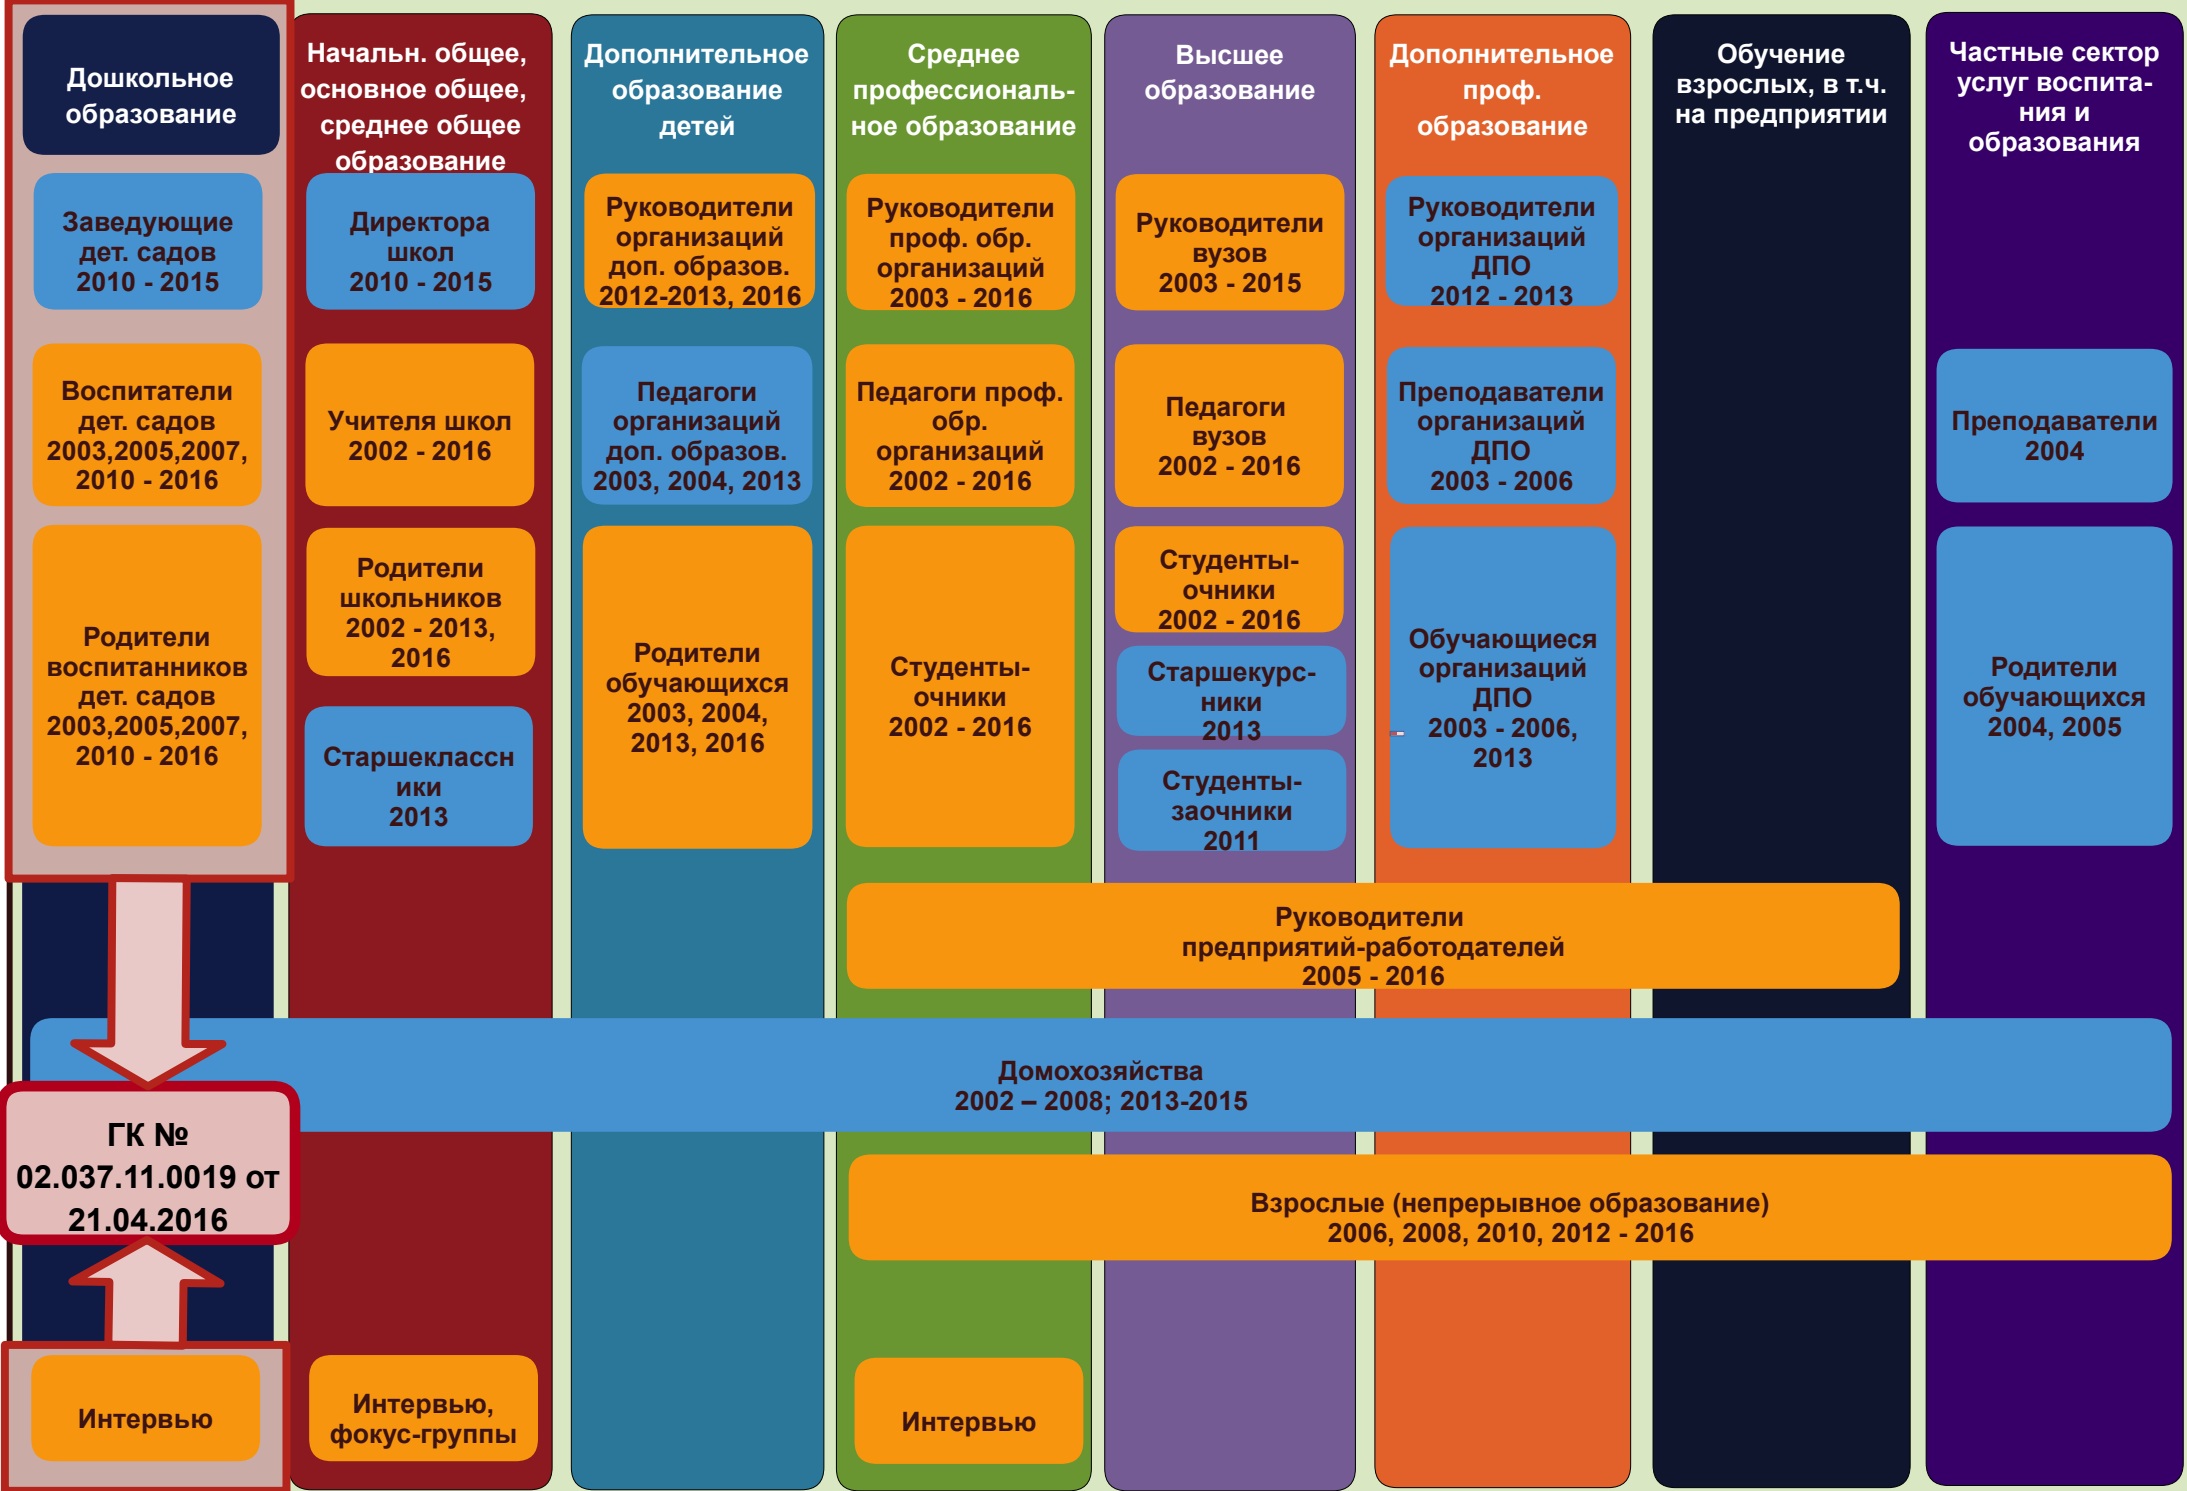 Дошкольное
образование
Начальн. общее,
основное общее,
среднее общее
образование
Дополнительное
образование
детей
Среднее
профессиональ-
ное образование
Высшее
образование
Дополнительное
проф.
образование
Обучение
взрослых, в т.ч.
на предприятии
Частные сектор
услуг воспита-
ния и
образования
Заведующие
дет. садов
2010 - 2015
Директора
школ
2010 - 2015
Руководители
организаций
доп. образов.
2012-2013, 2016
Руководители
проф. обр.
организаций
2003 - 2016
Руководители
вузов
2003 - 2015
Руководители
организаций
ДПО
2012 - 2013
Воспитатели
дет. садов
2003,2005,2007,
2010 - 2016
Учителя школ
2002 - 2016
Педагоги
организаций
доп. образов.
2003, 2004, 2013
Педагоги проф.
обр.
организаций
2002 - 2016
Педагоги
вузов
2002 - 2016
Преподаватели
организаций
ДПО
2003 - 2006
Преподаватели
2004
Родители
воспитанников
дет. садов
2003,2005,2007,
2010 - 2016
Родители
школьников
2002 - 2013,
2016
Старшеклассн
ики
2013
Родители
обучающихся
2003, 2004,
2013, 2016
Студенты-
очники
2002 - 2016
Студенты-
очники
2002 - 2016
Старшекурс-
ники
2013
Студенты-
заочники
2011
Обучающиеся
организаций
ДПО
2003 - 2006,
2013
Родители
обучающихся
2004, 2005
Руководители
предприятий-работодателей
2005 - 2016
Домохозяйства
2002 – 2008; 2013-2015
ГК №
02.037.11.0019 от
21.04.2016
Взрослые (непрерывное образование)
2006, 2008, 2010, 2012 - 2016
Интервью
Интервью,
фокус-группы
Интервью